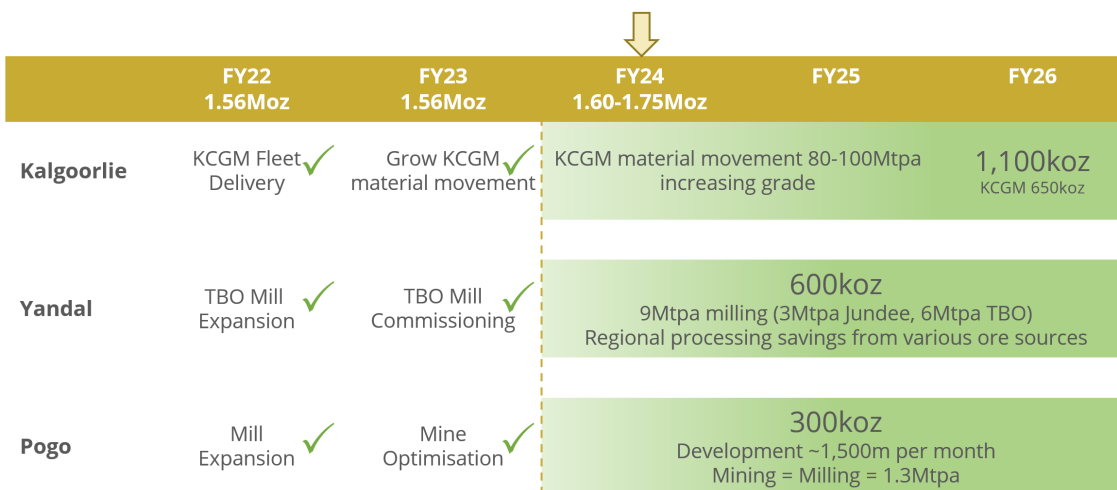 FY22
1.56Moz
FY23
1.56Moz
FY24
1.60-1.75Moz
FY25
FY26
Kalgoorlie
KCGM Fleet
Delivery
Grow KCGM
material movement
KCGM material movement 80-100Mtpa
increasing grade
1,100koz
KCGM 650koz
Yandal
TBO Mill
Expansion
TBO Mill
Commissioning
600koz
9Mtpa milling (3Mtpa Jundee, 6Mtpa TBO)
Regional processing savings from various ore sources
Pogo
Mill
Expansion
Mine
Optimisation
300koz
Development ~1,500m per month
Mining = Milling = 1.3Mtpa